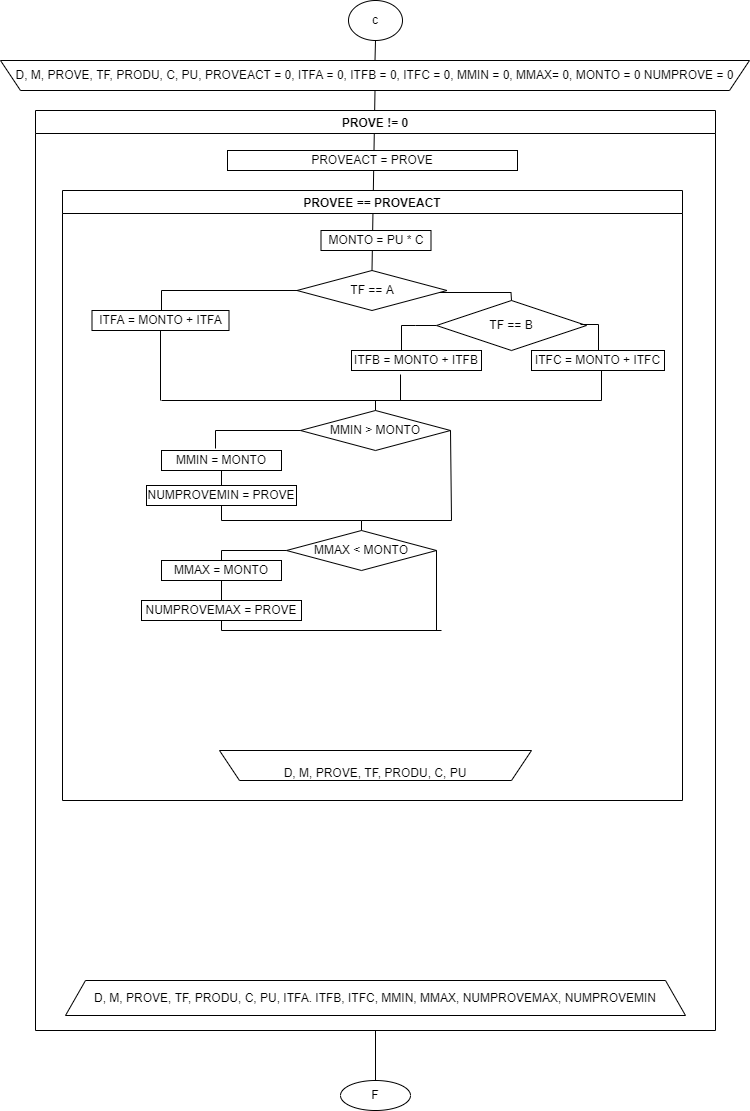 c
D, M, PROVE, TF, PRODU, C, PU, PROVEACT = 0, ITFA = 0, ITFB = 0, ITFC = 0, MMIN = 0, MMAX= 0, MONTO = 0 NUMPROVE = 0
PROVE != 0
PROVEACT = PROVE
PROVEE == PROVEACT
MONTO = PU * C
TF == A
ITFA = MONTO + ITFA
TF == B
ITFB = MONTO + ITFB
ITFC = MONTO + ITFC
MMIN > MONTO
MMIN = MONTO
NUMPROVEMIN = PROVE
MMAX < MONTO
MMAX = MONTO
NUMPROVEMAX = PROVE
D, M, PROVE, TF, PRODU, C, PU
D, M, PROVE, TF, PRODU, C, PU, ITFA. ITFB, ITFC, MMIN, MMAX, NUMPROVEMAX, NUMPROVEMIN
F